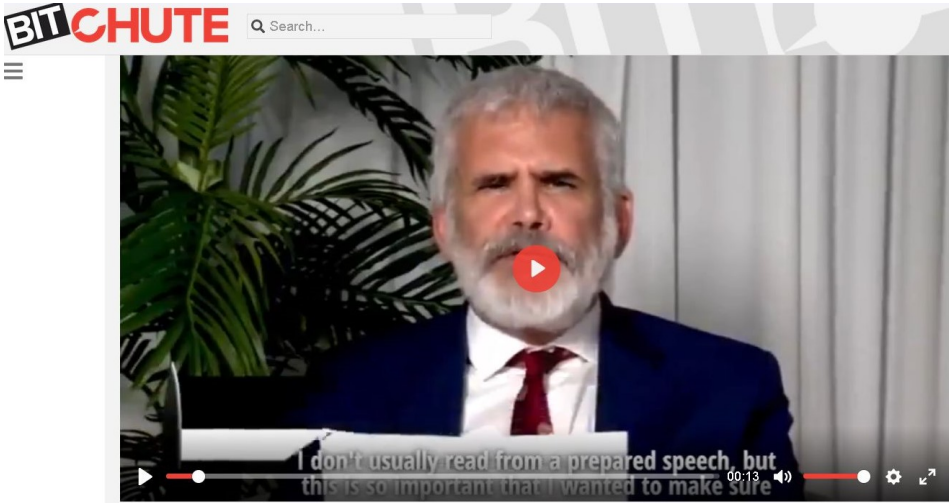 BITCHUTE
Search...
I don't usually read from a prepared speech, but
this is so important that I wanted to make sure
00:13